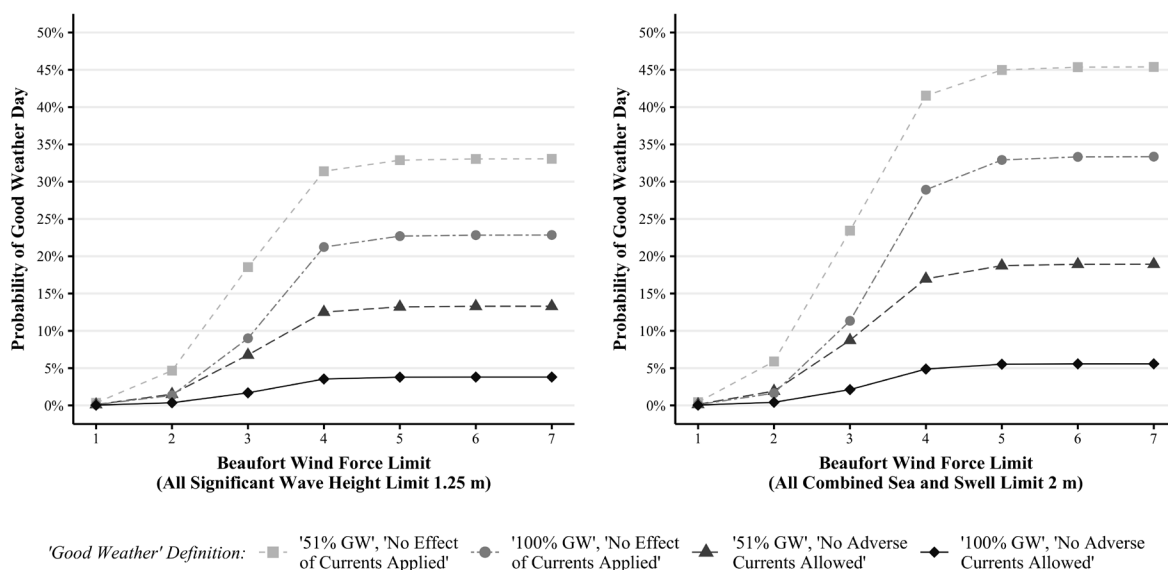 Probability of Good Weather Day
50%
45%
40%
35%
30%
25%
20%
15%
10%
5%
0%
1 2 3 4 5 6 7
Beaufort Wind Force Limit
(All Significant Wave Height Limit 1.25 m)
Probability of Good Weather Day
50%
45%
40%
35%
30%
25%
20%
15%
10%
5%
0%
1 2 3 4 5 6 7
Beaufort Wind Force Limit
(All Combined Sea and Swell Limit 2 m)
'Good Weather' Definition:
'51% GW', 'No Effect
of Currents Applied'
'100% GW', 'No Effect
of Currents Applied'
'51% GW', 'No Adverse
Currents Allowed'
'100% GW', 'No Adverse
Currents Allowed'